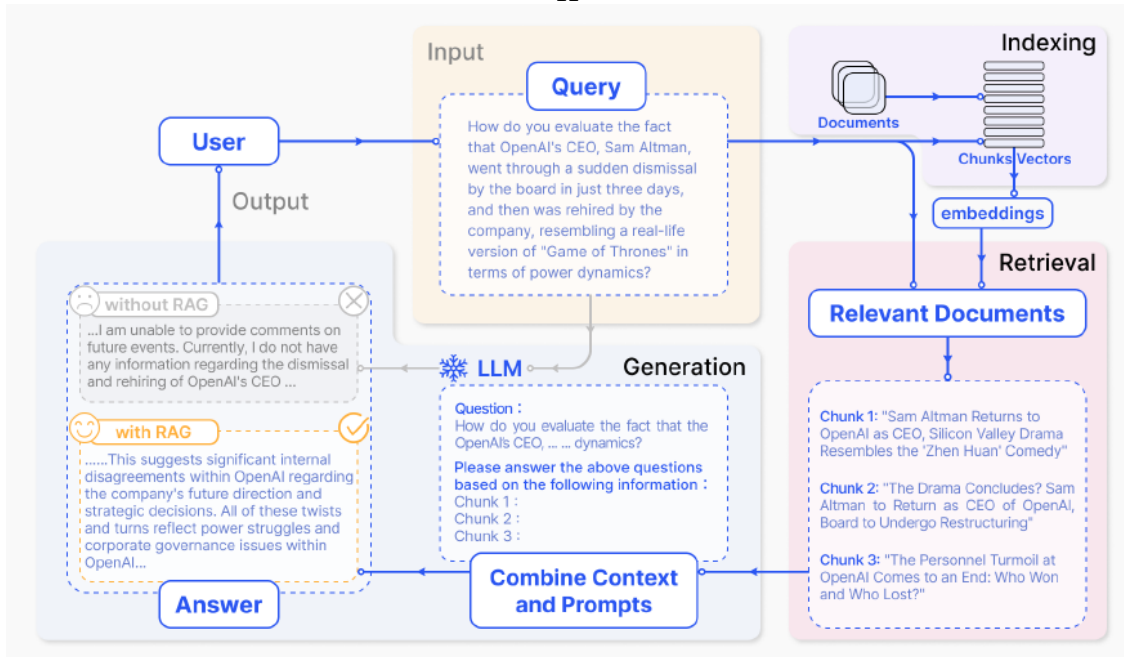 Input
Query
How do you evaluate the fact
that OpenAI's CEO, Sam Altman,
went through a sudden dismissal
by the board in just three days,
and then was rehired by the
company, resembling a real-life
version of "Game of Thrones" in
terms of power dynamics?
Indexing
Documents
Chunks
Vectors
embeddings
User
Output
Retrieval
Relevant Documents
Chunk 1: "Sam Altman Returns to
OpenAI as CEO, Silicon Valley Drama
Resembles the 'Zhen Huan' Comedy"
Chunk 2: "The Drama Concludes? Sam
Altman to Return as CEO of OpenAI,
Board to Undergo Restructuring"
Chunk 3: "The Personnel Turmoil at
OpenAI Comes to an End: Who Won
and Who Lost?"
without RAG
...I am unable to provide comments on
future events. Currently, I do not have
any information regarding the dismissal
and rehiring of OpenAI's CEO ...
with RAG
......This suggests significant internal
disagreements within OpenAI regarding
the company's future direction and
strategic decisions. All of these twists
and turns reflect power struggles and
corporate governance issues within
OpenAI...
Answer
LLM
Generation
Question :
How do you evaluate the fact that the
OpenAI's CEO, ... ... dynamics?
Please answer the above questions
based on the following information :
Chunk 1 :
Chunk 2 :
Chunk 3 :
Combine Context
and Prompts